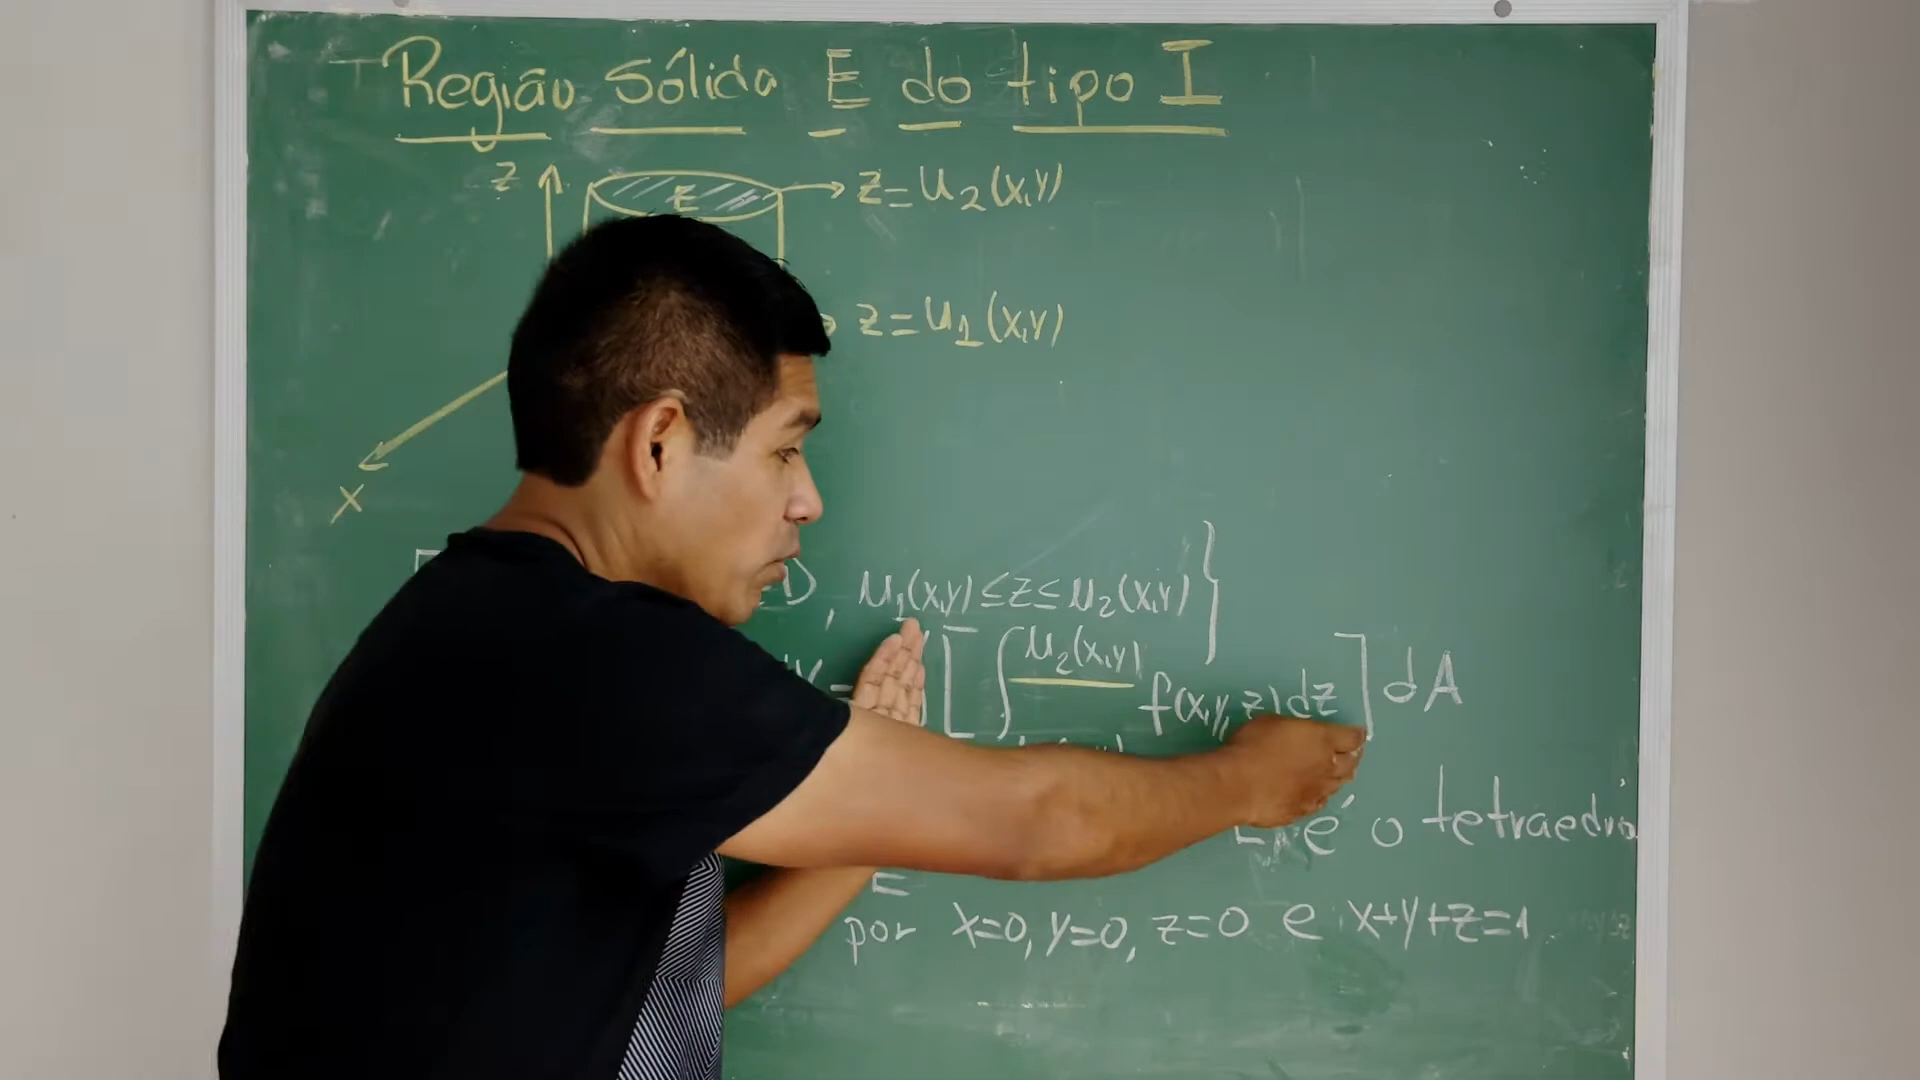 Região Sólida E do tipo I
z
E
z=u2(x,y)
z=u1(x,y)
x
D, u1(x,y)≤z≤u2(x,y)}
[∫u2(x,y) f(x,y,z)dz] dA
é o tetraedro
E
por x=0, y=0, z=0 e x+y+z=1